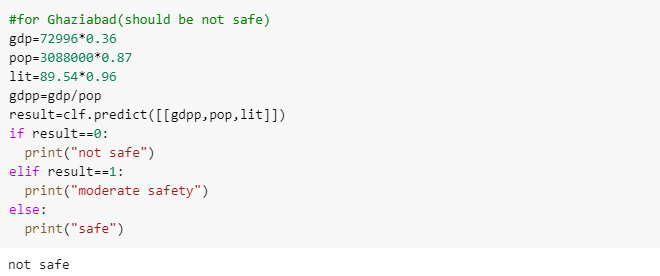 #for Ghaziabad(should be not safe)
gdp=72996*0.36
pop=3088000*0.87
lit=89.54*0.96
gdpp=gdp/pop
result=clf.predict([[gdpp,pop,lit]])
if result==0:
  print("not safe")
elif result==1:
  print("moderate safety")
else:
  print("safe")
not safe